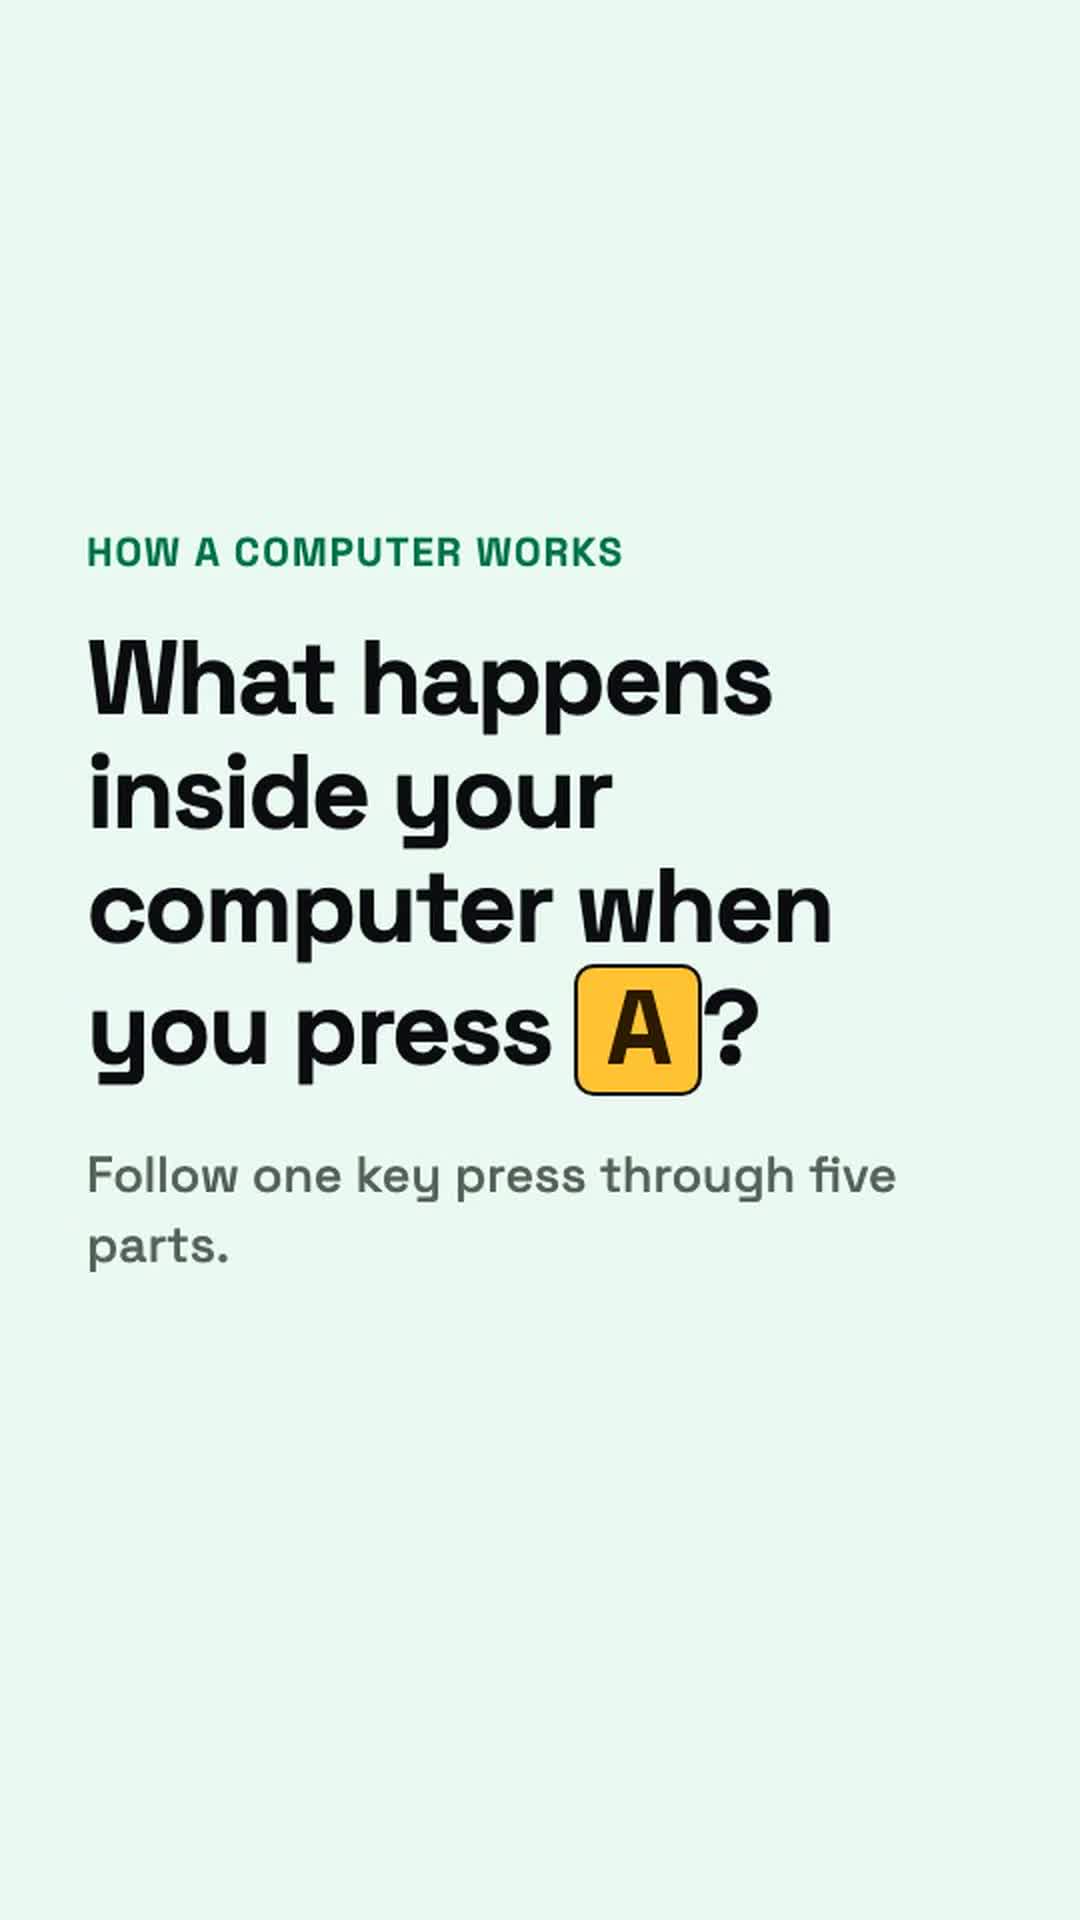 HOW A COMPUTER WORKS
What happens
inside your
computer when
you press A?
Follow one key press through five
parts.